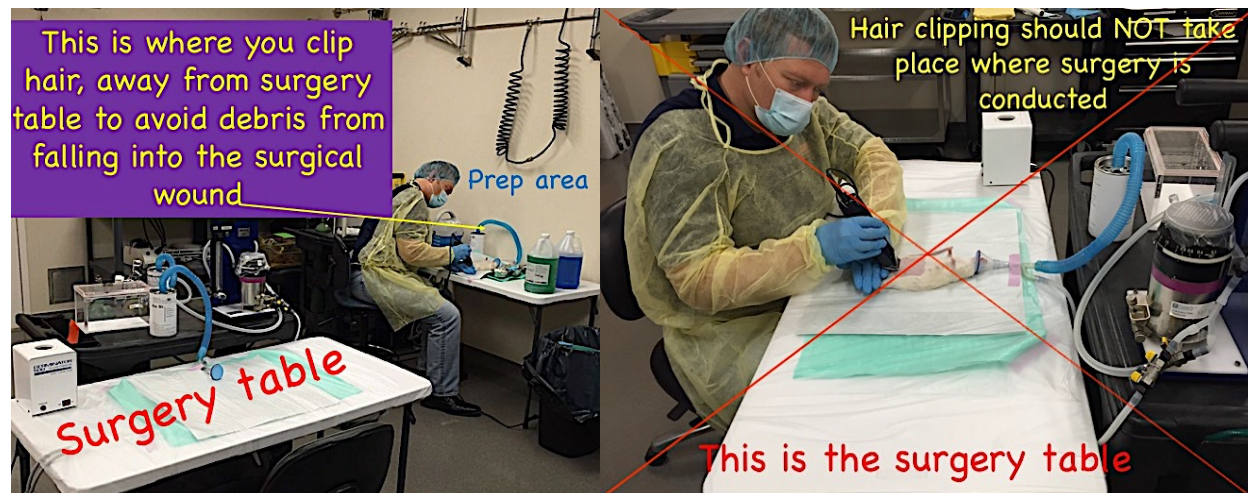 This is where you clip
hair, away from surgery
table to avoid debris from
falling into the surgical
wound
Prep area
GERMINATOR
500
Surgery table
Hair clipping should NOT take
place where surgery is
conducted
This is the surgery table